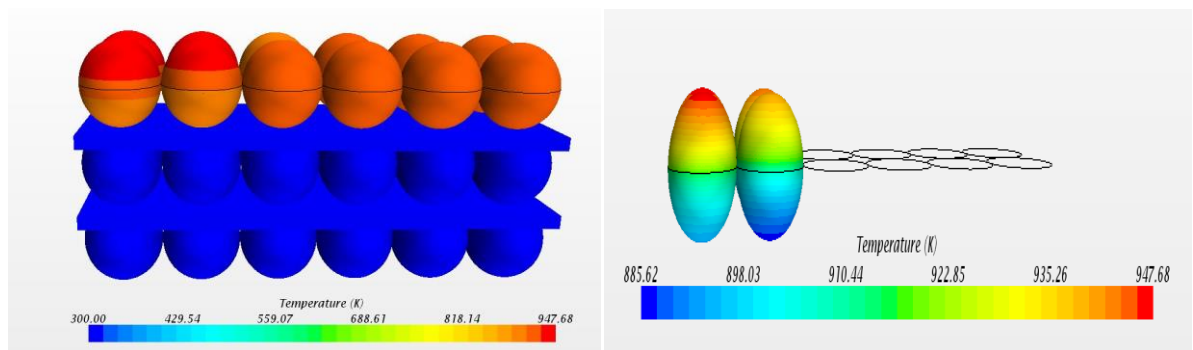 Temperature (K)
300.00 429.54 559.07 688.61 818.14 947.68
Temperature (K)
885.62 898.03 910.44 922.85 935.26 947.68